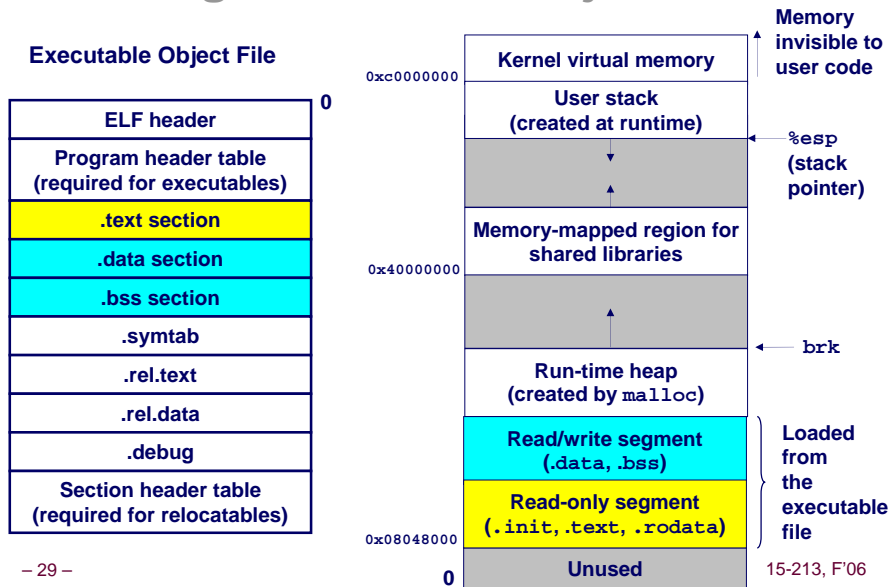 Executable Object File
0
ELF header
Program header table
(required for executables)
.text section
.data section
.bss section
.symtab
.rel.text
.rel.data
.debug
Section header table
(required for relocatables)
Memory
invisible to
user code
Kernel virtual memory
0xc0000000
User stack
(created at runtime)
%esp
(stack
pointer)
Memory-mapped region for
shared libraries
0x40000000
brk
Run-time heap
(created by malloc)
Read/write segment
(.data, .bss)
Read-only segment
(.init, .text, .rodata)
Loaded
from
the
executable
file
0x08048000
Unused
0
– 29 –
15-213, F'06